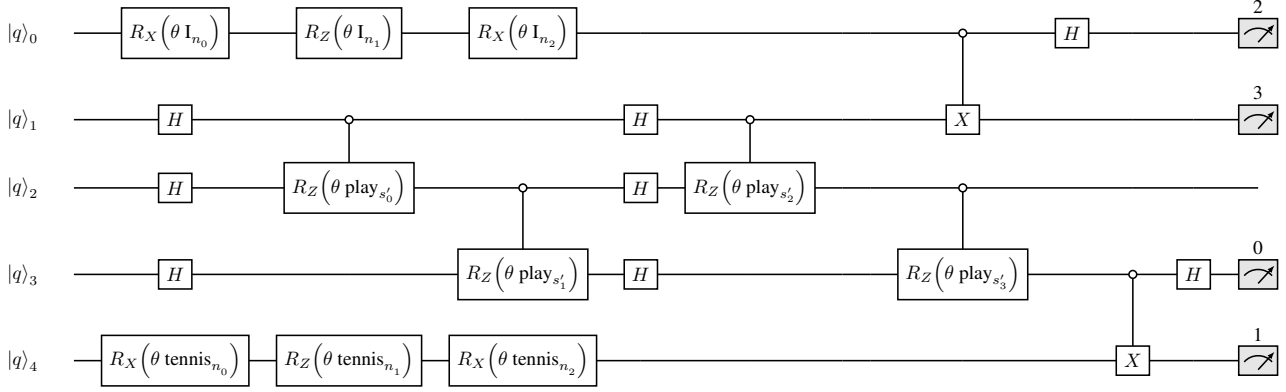 2
|q⟩₀ R_X(θ I_{n₀}) R_Z(θ I_{n₁}) R_X(θ I_{n₂}) H
3
|q⟩₁ H H X
|q⟩₂ H R_Z(θ play_{s′₀}) H R_Z(θ play_{s′₂})
0
|q⟩₃ H R_Z(θ play_{s′₁}) H R_Z(θ play_{s′₃}) H
1
|q⟩₄ R_X(θ tennis_{n₀}) R_Z(θ tennis_{n₁}) R_X(θ tennis_{n₂}) X